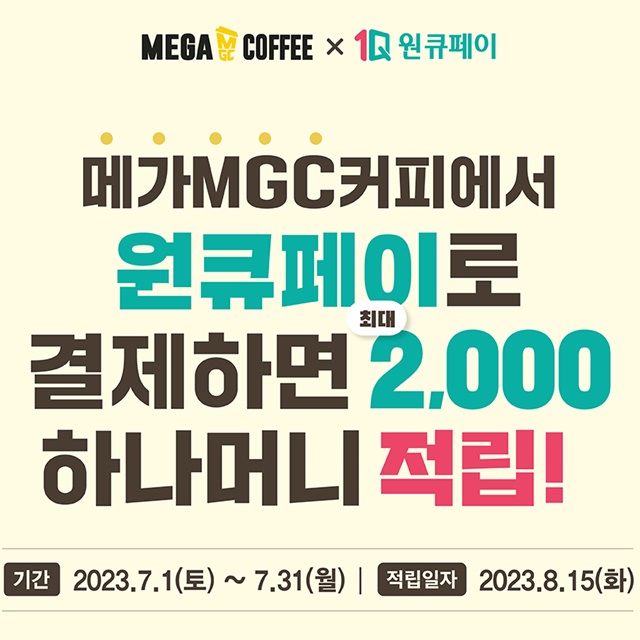 MEGA MGC COFFEE × 1Q 원큐페이
메가MGC커피에서
원큐페이로
최대
결제하면 2,000
하나머니 적립!
기간 2023.7.1(토) ~ 7.31(월) | 적립일자 2023.8.15(화)